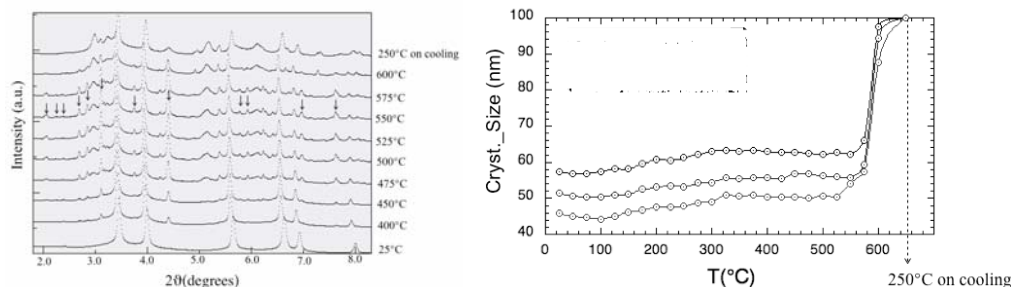 Intensity (a.u.)
250°C on cooling
600°C
575°C
550°C
525°C
500°C
475°C
450°C
400°C
25°C
2.0 3.0 4.0 5.0 6.0 7.0 8.0
2ϑ(degrees)
Cryst._Size (nm)
100
90
80
70
60
50
40
0 100 200 300 400 500 600
T(°C)
250°C on cooling